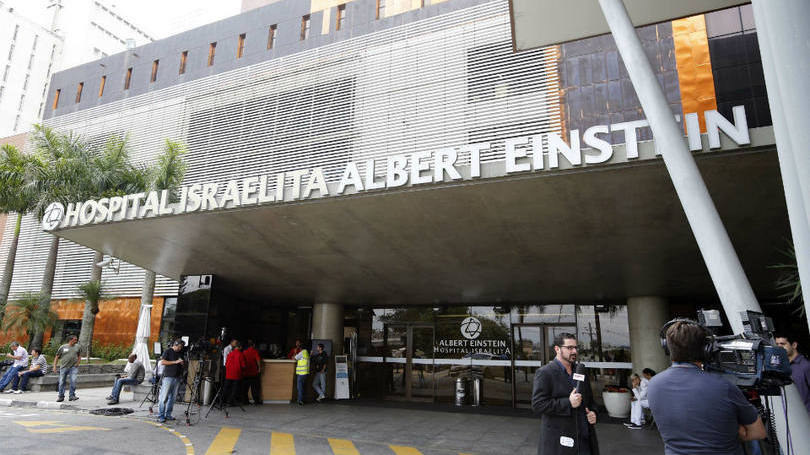 HOSPITAL ISRAELITA ALBERT EINSTEIN
ALBERT EINSTEIN
HOSPITAL ISRAELITA